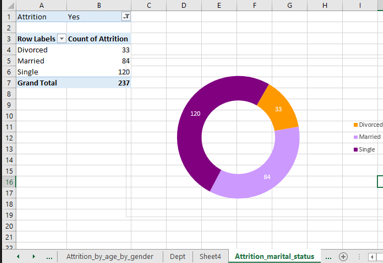 A B C D E F G H I
1 Attrition Yes
2
3 Row Labels Count of Attrition
4 Divorced 33
5 Married 84
6 Single 120
7 Grand Total 237
8
9
10
11
12
13
14
15
16
17
18
19
20
21
22
120
33
84
Divorced
Married
Single
... Attrition_by_age_by_gender Dept Sheet4 Attrition_marital_status ...